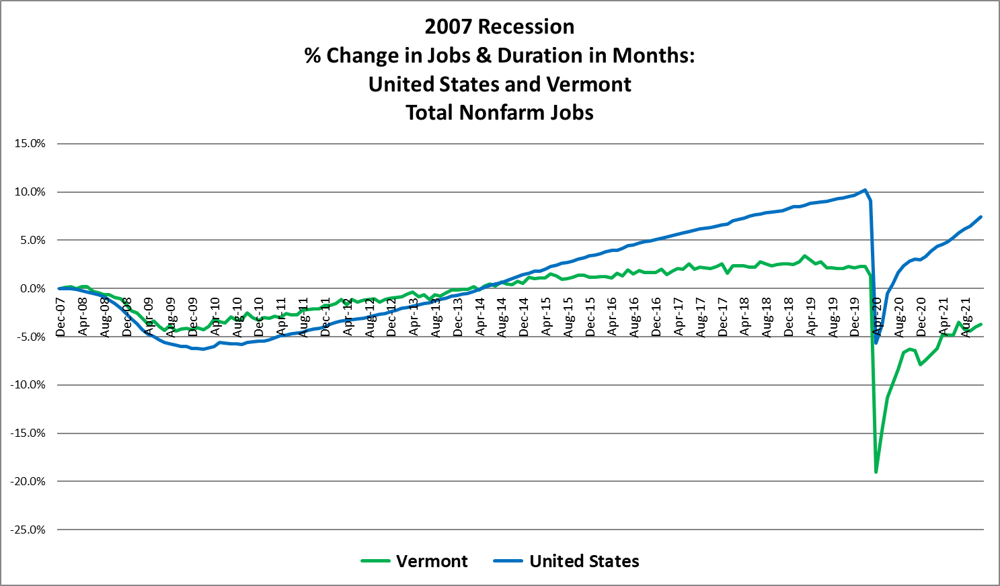 2007 Recession
% Change in Jobs & Duration in Months:
United States and Vermont
Total Nonfarm Jobs
15.0%
10.0%
5.0%
0.0%
-5.0%
-10.0%
-15.0%
-20.0%
-25.0%
Dec-07
Apr-08
Aug-08
Dec-08
Apr-09
Aug-09
Dec-09
Apr-10
Aug-10
Dec-10
Apr-11
Aug-11
Dec-11
Apr-12
Aug-12
Dec-12
Apr-13
Aug-13
Dec-13
Apr-14
Aug-14
Dec-14
Apr-15
Aug-15
Dec-15
Apr-16
Aug-16
Dec-16
Apr-17
Aug-17
Dec-17
Apr-18
Aug-18
Dec-18
Apr-19
Aug-19
Dec-19
Apr-20
Aug-20
Dec-20
Apr-21
Aug-21
Vermont
United States